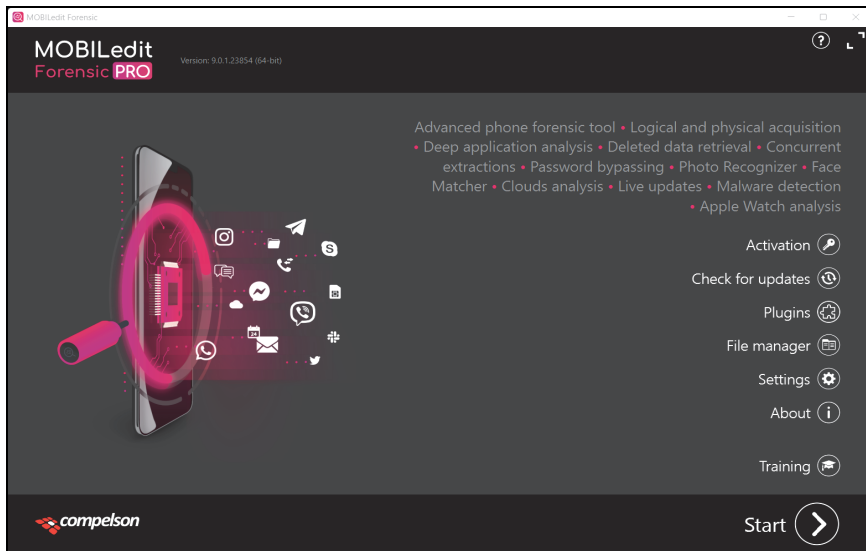 MOBILedit Forensic
MOBILedit
Forensic PRO
Version: 9.0.1.23854 (64-bit)
?
Advanced phone forensic tool • Logical and physical acquisition
• Deep application analysis • Deleted data retrieval • Concurrent
extractions • Password bypassing • Photo Recognizer • Face
Matcher • Clouds analysis • Live updates • Malware detection
• Apple Watch analysis
Activation
Check for updates
Plugins
File manager
Settings
About
Training
24
compelson
Start